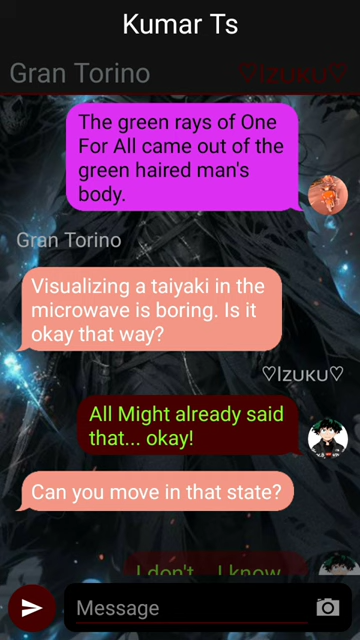 Kumar Ts
Gran Torino ♡Izuku♡
The green rays of One
For All came out of the
green haired man's
body.
Gran Torino
Visualizing a taiyaki in the
microwave is boring. Is it
okay that way?
♡Izuku♡
All Might already said
that... okay!
Can you move in that state?
I don't... I know
Message